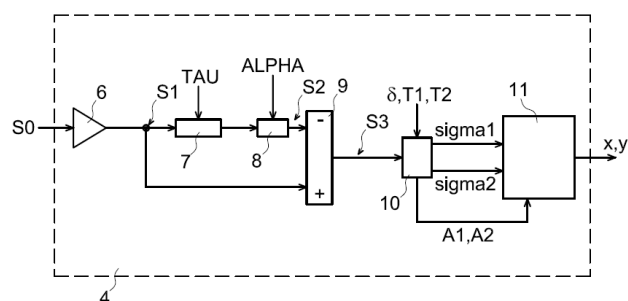 6
S1
TAU
ALPHA
S2
9
δ,T1,T2
11
S0
7
8
-
+
S3
sigma1
sigma2
10
A1,A2
x,y
4